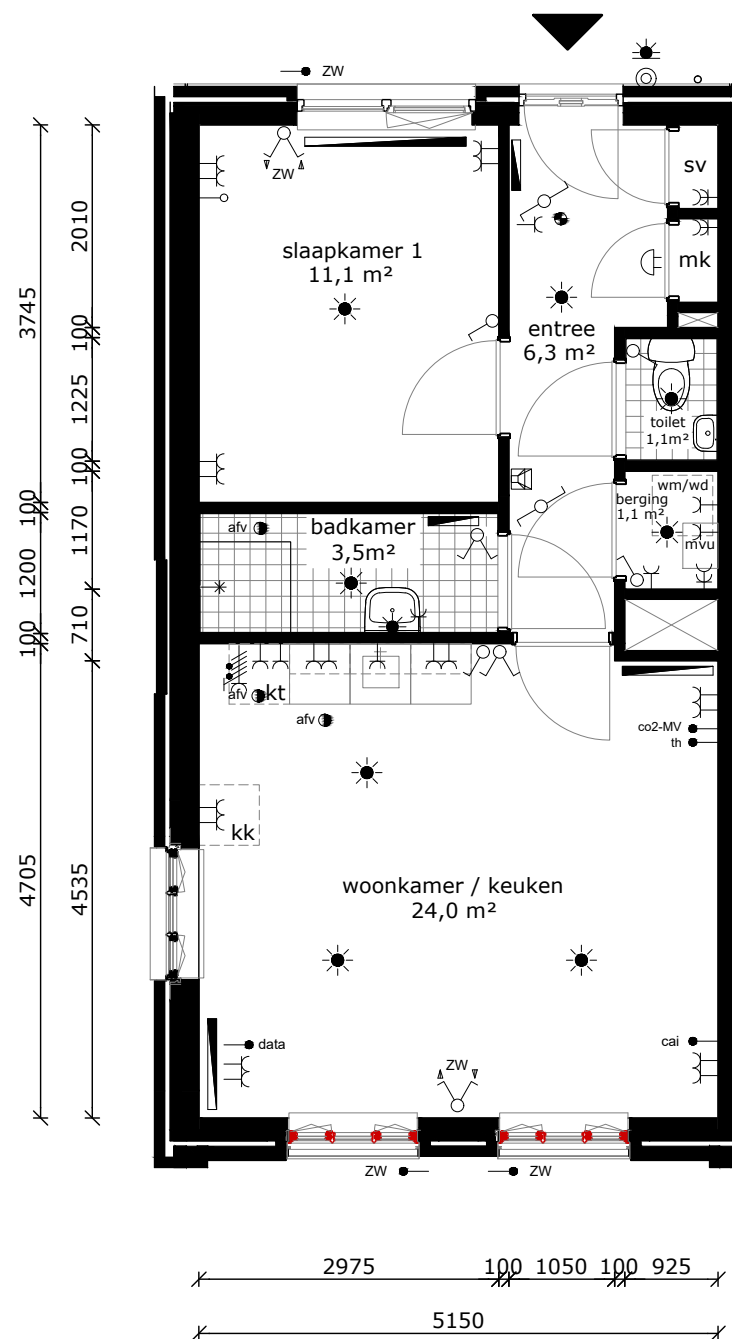 ZW
sv
ZW
mk
slaapkamer 1
11,1 m²
entree
6,3 m²
toilet
1,1m²
wm/wd
berging
1,1 m²
mvu
afv
badkamer
3,5m²
afv
kt
afv
co2-MV
th
kk
woonkamer / keuken
24,0 m²
data
cai
ZW
ZW
ZW
3745
100
1200
100
4705
2010
100
1225
100
1170
710
4535
2975
100
1050
100
925
5150